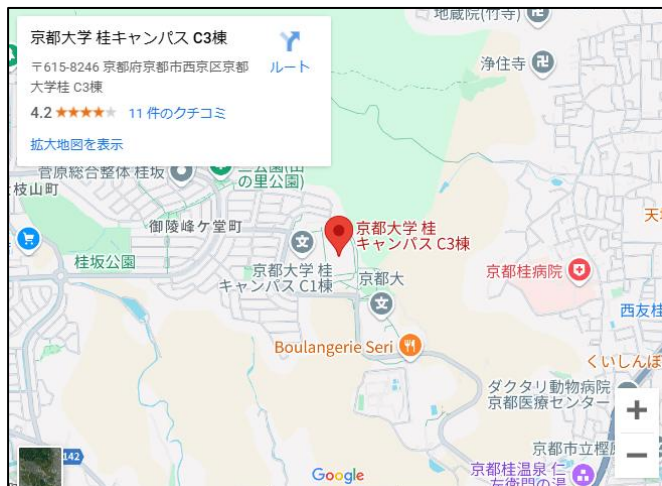 京都大学 桂キャンパス C3棟
〒615-8246 京都府京都市西京区京都
大学桂 C3棟
ルート
4.2 ★★★★★ 11 件のクチコミ
拡大地図を表示
地蔵院(竹寺)
浄住寺
菅原総合整体 桂坂
の里公園)
枝山町
御陵峰ケ堂町
京都大学 桂
キャンパス C3棟
桂坂公園
京都大学 桂
キャンパス C1棟
京都大
京都桂病院
西友桂
Boulangerie Seri
くいしんぼ
ダクタリ動物病院
京都医療センター
142
京都市立樫
京都桂温泉 仁
左衛門の湯
Google
+
−